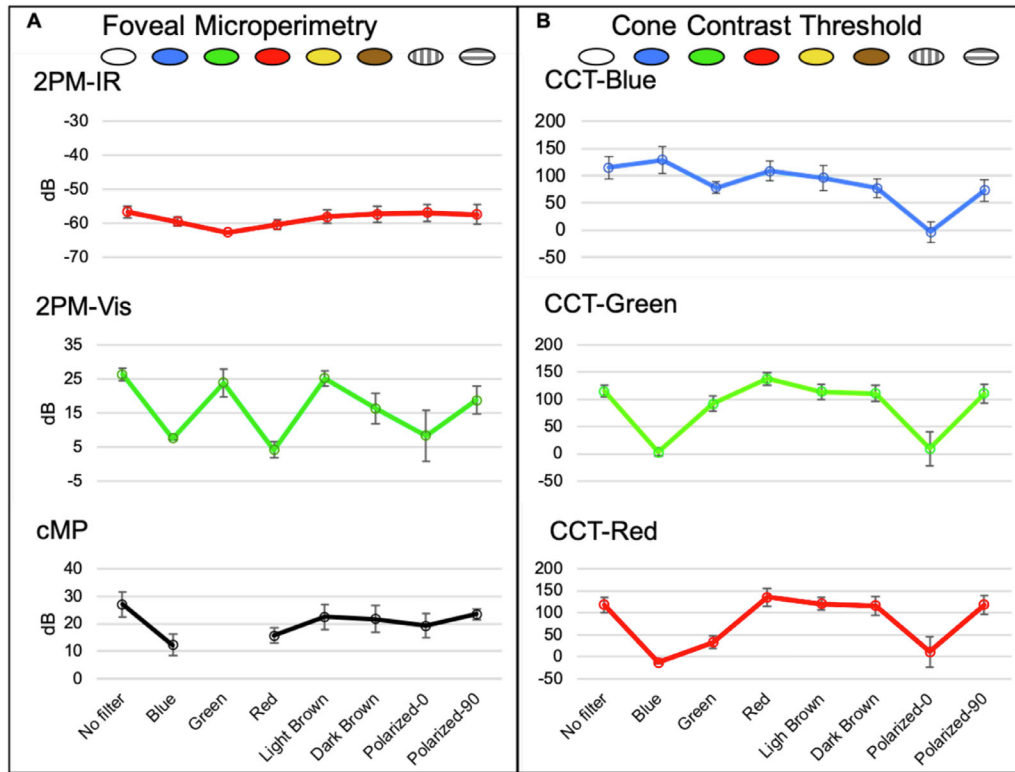 A Foveal Microperimetry
2PM-IR
-30
-40
-50
-60
-70
dB
2PM-Vis
35
25
15
5
-5
dB
cMP
40
30
20
10
0
dB
No filter
Blue
Green
Red
Light Brown
Dark Brown
Polarized-0
Polarized-90
B Cone Contrast Threshold
CCT-Blue
200
150
100
50
0
-50
CCT-Green
200
150
100
50
0
-50
CCT-Red
200
150
100
50
0
-50
No filter
Blue
Green
Red
Ligh Brown
Dark Brown
Polarized-0
Polarized-90